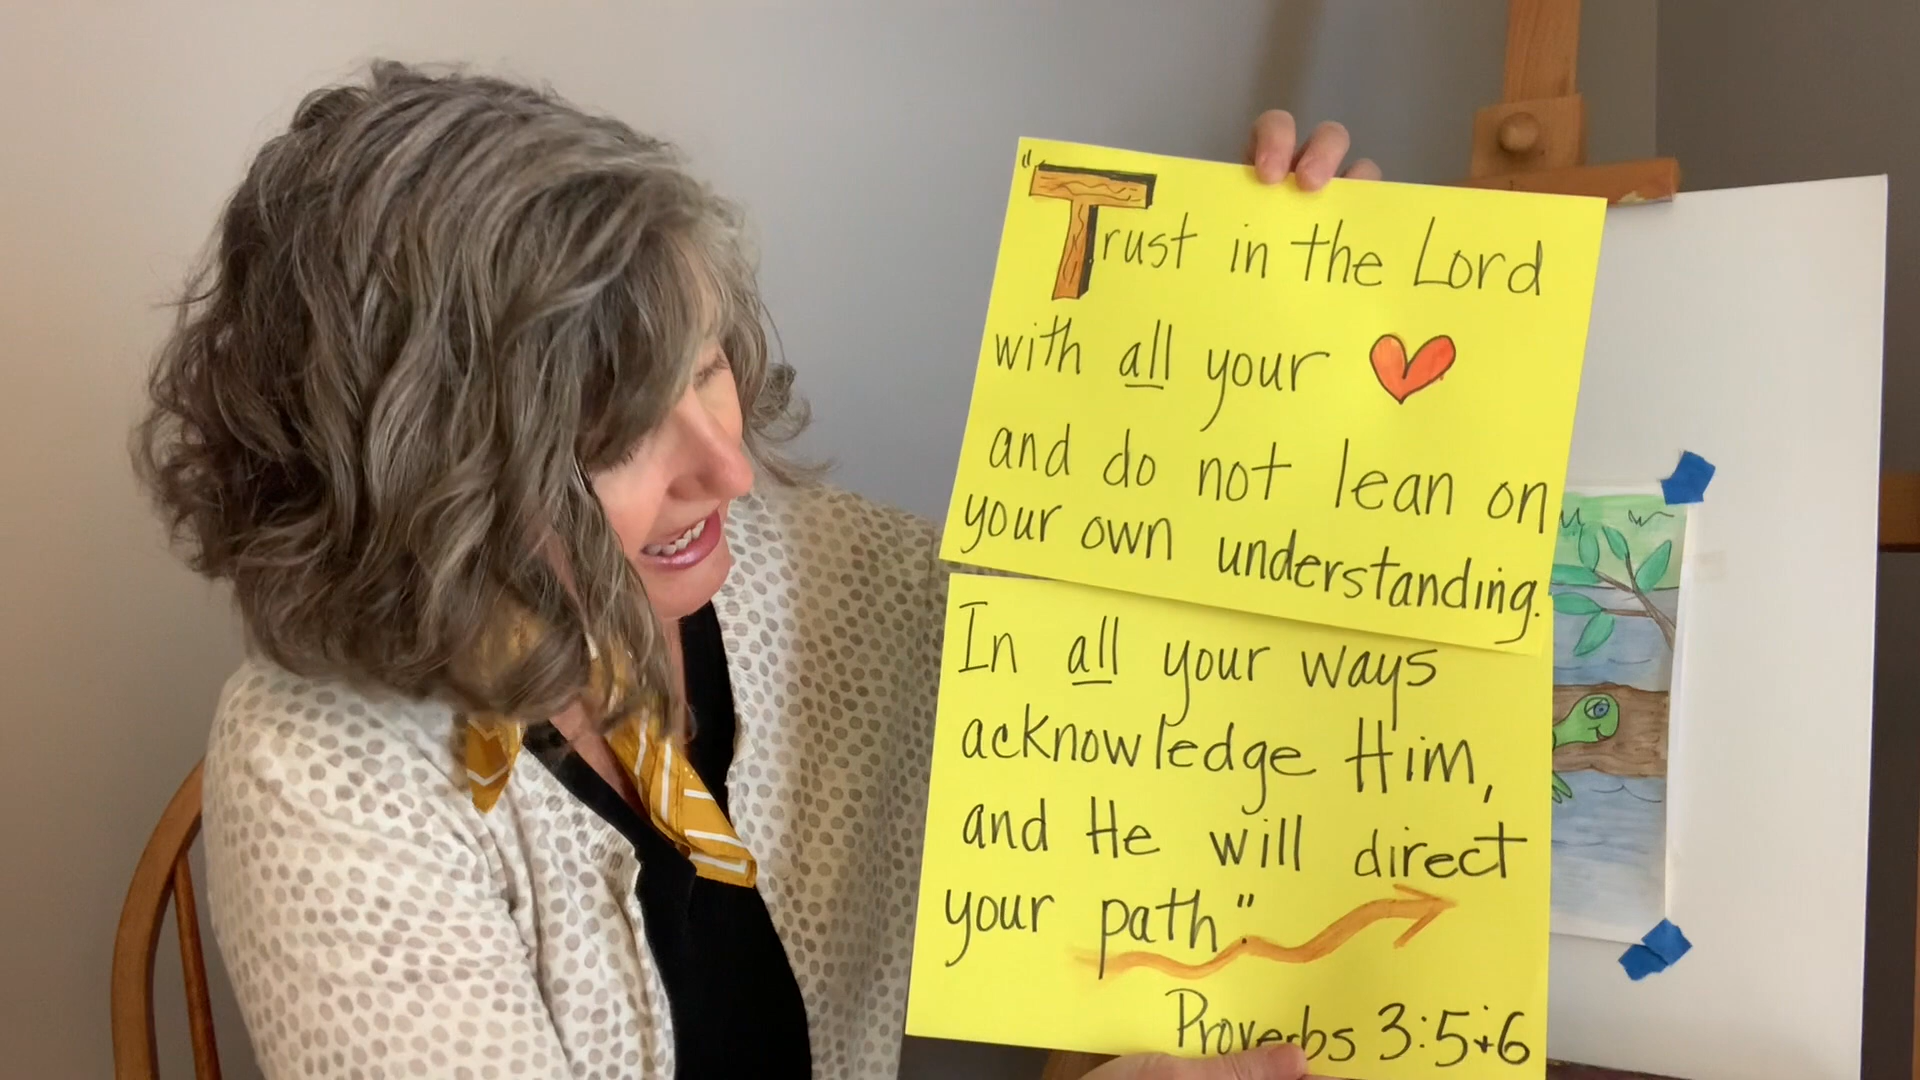 "Trust in the Lord
with all your
and do not lean on
your own understanding.
In all your ways
acknowledge Him,
and He will direct
your path".
Proverbs 3:5+6